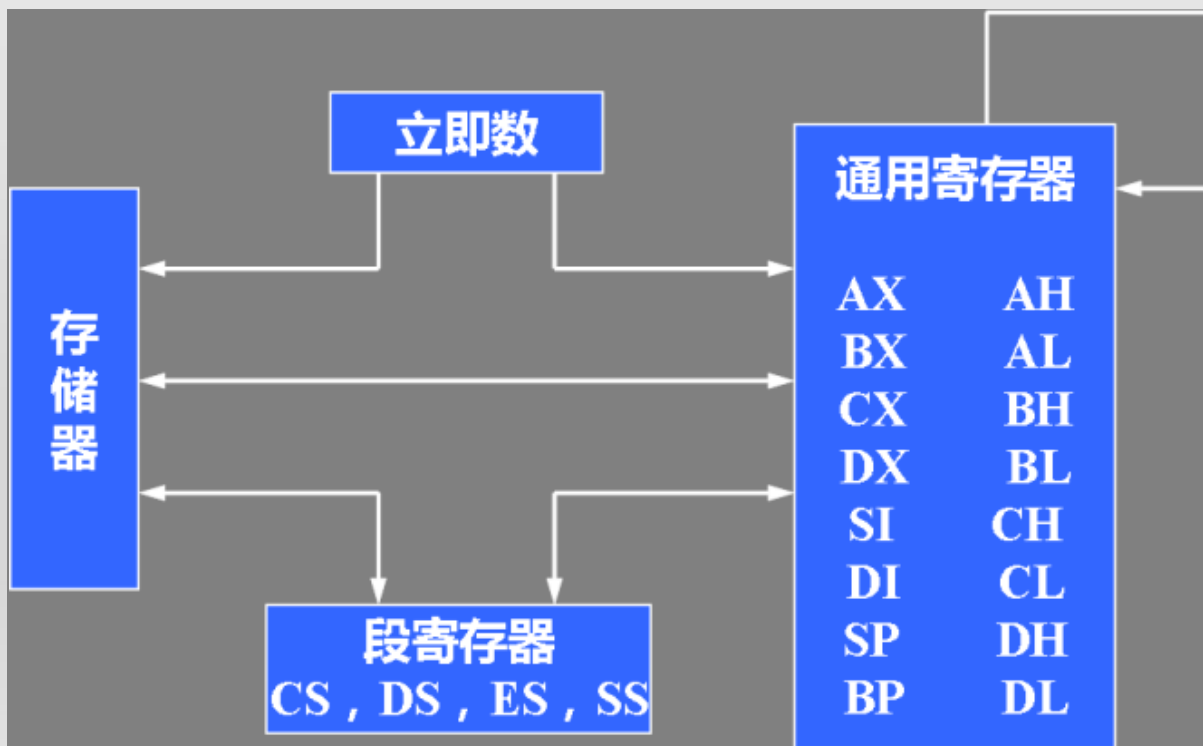 立即数
存储器
通用寄存器
AX AH
BX AL
CX BH
DX BL
SI CH
DI CL
SP DH
BP DL
段寄存器
CS , DS , ES , SS